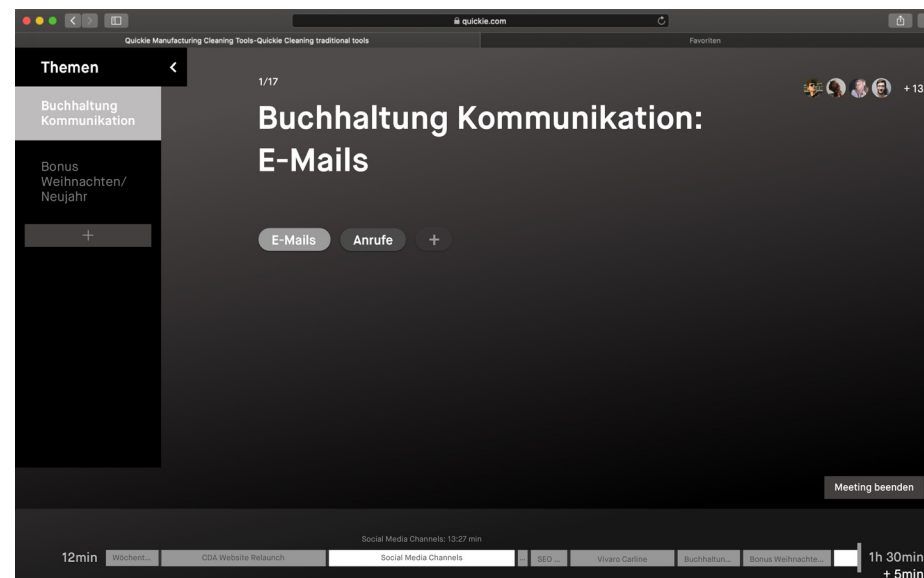 quickie.com
Quickie Manufacturing Cleaning Tools-Quickie Cleaning traditional tools
Favoriten
Themen
Buchhaltung
Kommunikation
Bonus
Weihnachten/
Neujahr
+
1/17
+ 13
Buchhaltung Kommunikation:
E-Mails
E-Mails Anrufe +
Meeting beenden
Social Media Channels: 13:27 min
12min Wöchent... CDA Website Relaunch Social Media Channels ... SEO ... Vivaro Carline Buchhaltun... Bonus Weihnachte... 1h 30min
+ 5min